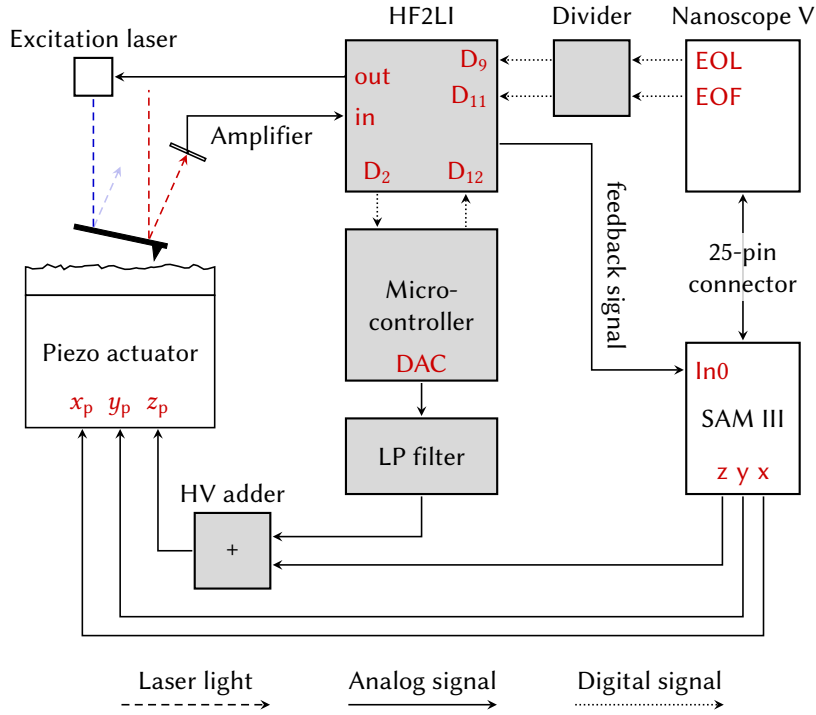 HF2LI
Divider
Nanoscope V
Excitation laser
out
in
D₉
D₁₁
EOL
EOF
Amplifier
D₂
D₁₂
feedback signal
25-pin
connector
Micro-
controller
DAC
Piezo actuator
xₚ yₚ zₚ
In0
SAM III
z y x
LP filter
HV adder
+
Laser light
Analog signal
Digital signal